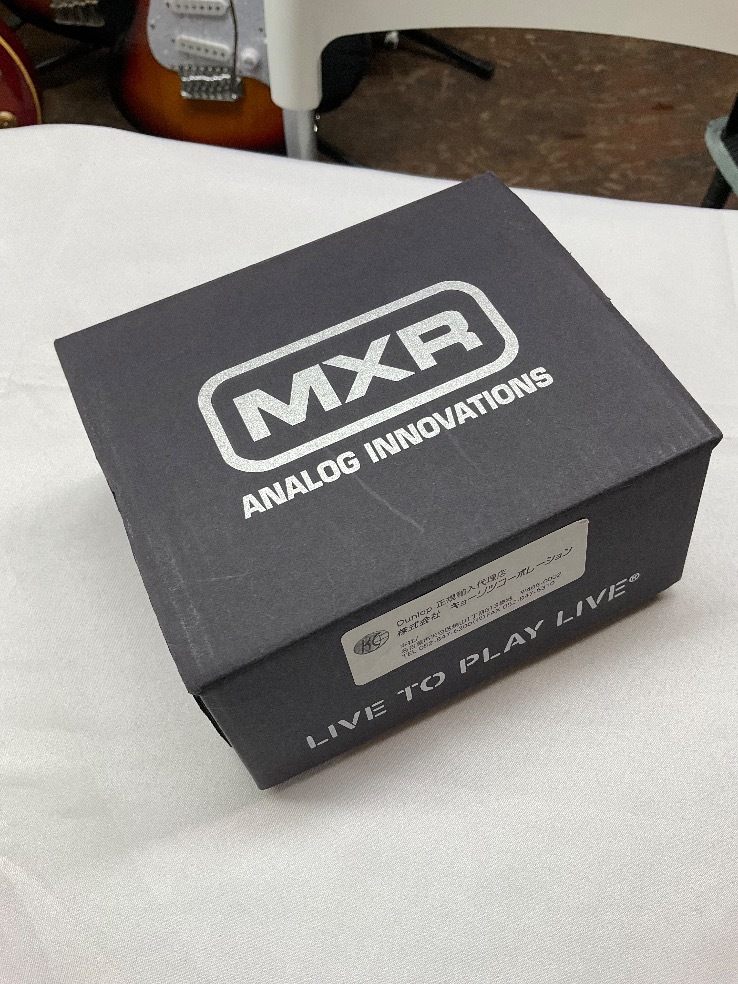 MXR
ANALOG INNOVATIONS
KC
Dunlop 正規輸入代理店
株式会社 キョーリツコーポレーション
LIVE TO PLAY LIVE®